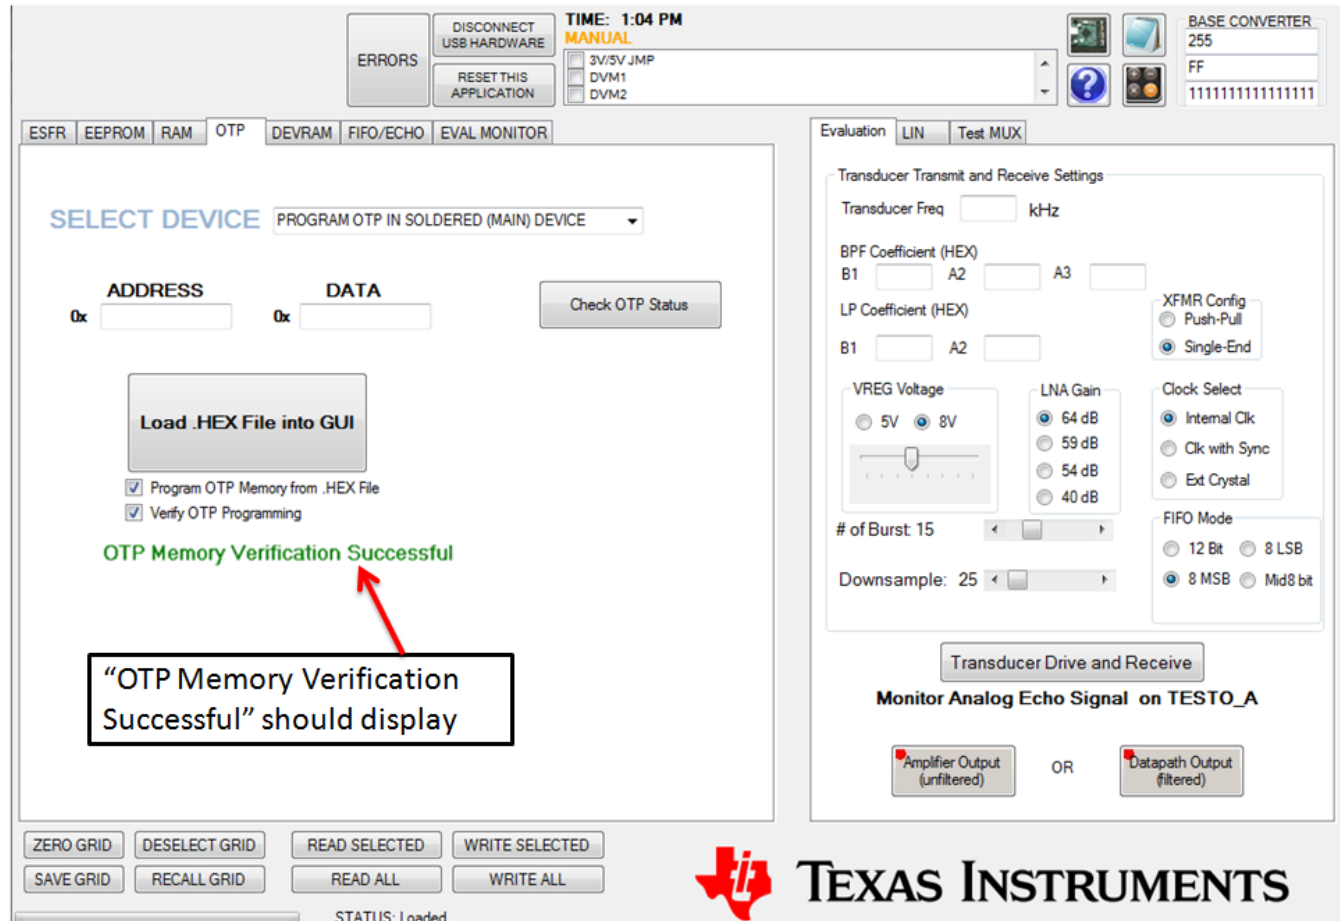 ERRORS
DISCONNECT
USB HARDWARE
RESET THIS
APPLICATION
TIME: 1:04 PM
MANUAL
3V/5V JMP
DVM1
DVM2
BASE CONVERTER
255
FF
1111111111111111
ESFR EEPROM RAM OTP DEVRAM FIFO/ECHO EVAL MONITOR
SELECT DEVICE PROGRAM OTP IN SOLDERED (MAIN) DEVICE
ADDRESS DATA
0x 0x
Check OTP Status
Load .HEX File into GUI
Program OTP Memory from .HEX File
Verify OTP Programming
OTP Memory Verification Successful
“OTP Memory Verification
Successful” should display
Evaluation LIN Test MUX
Transducer Transmit and Receive Settings
Transducer Freq kHz
BPF Coefficient (HEX)
B1 A2 A3
LP Coefficient (HEX)
B1 A2
XFMR Config
Push-Pull
Single-End
VREG Voltage
5V 8V
LNA Gain
64 dB
59 dB
54 dB
40 dB
Clock Select
Internal Clk
Clk with Sync
Ext Crystal
# of Burst: 15
Downsample: 25
FIFO Mode
12 Bit 8 LSB
8 MSB Mid8 bit
Transducer Drive and Receive
Monitor Analog Echo Signal on TESTO_A
Amplifier Output
(unfiltered)
OR
Datapath Output
(filtered)
ZERO GRID DESELECT GRID READ SELECTED WRITE SELECTED
SAVE GRID RECALL GRID READ ALL WRITE ALL
STATUS: Loaded
TEXAS INSTRUMENTS